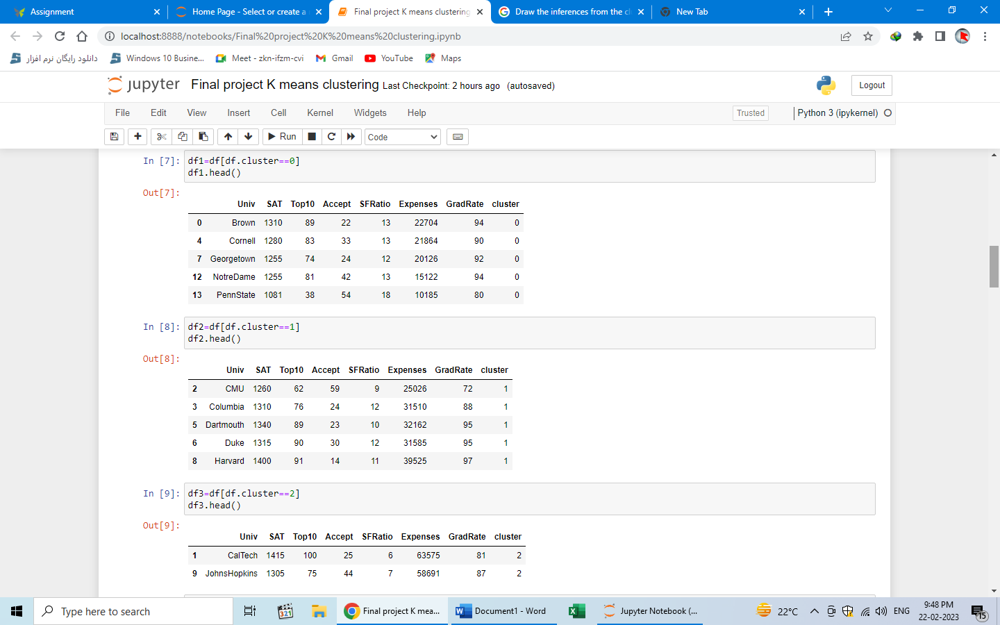 Assignment
Home Page - Select or create a
Final project K means clustering
Draw the inferences from the cl
New Tab
localhost:8888/notebooks/Final%20project%20K%20means%20clustering.ipynb
دانلود رایگان نرم افزار
Windows 10 Busine...
Meet - zkn-ifzm-cvi
Gmail
YouTube
Maps
jupyter Final project K means clustering Last Checkpoint: 2 hours ago (autosaved)
Logout
File Edit View Insert Cell Kernel Widgets Help
Trusted
Python 3 (ipykernel)
Run
Code
In [7]: df1=df[df.cluster==0]
df1.head()
Out[7]:
Univ SAT Top10 Accept SFRatio Expenses GradRate cluster
0 Brown 1310 89 22 13 22704 94 0
4 Cornell 1280 83 33 13 21864 90 0
7 Georgetown 1255 74 24 12 20126 92 0
12 NotreDame 1255 81 42 13 15122 94 0
13 PennState 1081 38 54 18 10185 80 0
In [8]: df2=df[df.cluster==1]
df2.head()
Out[8]:
Univ SAT Top10 Accept SFRatio Expenses GradRate cluster
2 CMU 1260 62 59 9 25026 72 1
3 Columbia 1310 76 24 12 31510 88 1
5 Dartmouth 1340 89 23 10 32162 95 1
6 Duke 1315 90 30 12 31585 95 1
8 Harvard 1400 91 14 11 39525 97 1
In [9]: df3=df[df.cluster==2]
df3.head()
Out[9]:
Univ SAT Top10 Accept SFRatio Expenses GradRate cluster
1 CalTech 1415 100 25 6 63575 81 2
9 JohnsHopkins 1305 75 44 7 58691 87 2
Type here to search
321
Final project K mea...
Document1 - Word
Jupyter Notebook (...
22°C
ENG
9:48 PM
22-02-2023
15